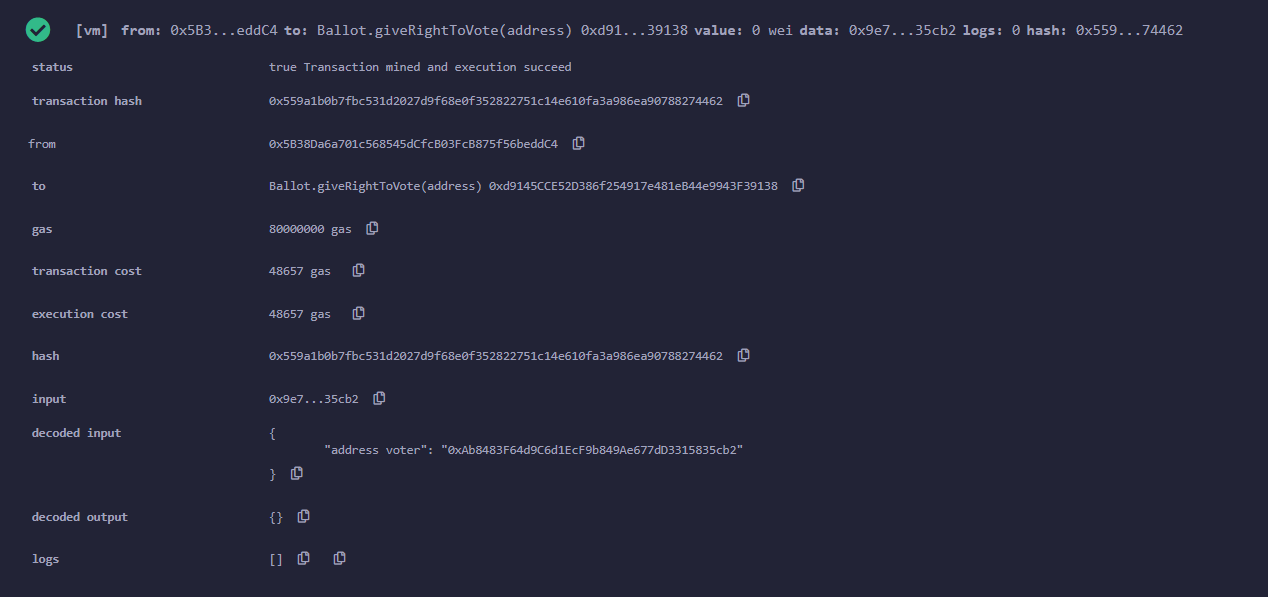 [vm] from: 0x5B3...eddC4 to: Ballot.giveRightToVote(address) 0xd91...39138 value: 0 wei data: 0x9e7...35cb2 logs: 0 hash: 0x559...74462
status true Transaction mined and execution succeed
transaction hash 0x559a1b0b7fbc531d2027d9f68e0f352822751c14e610fa3a986ea90788274462
from 0x5B38Da6a701c568545dCfcB03FcB875f56beddC4
to Ballot.giveRightToVote(address) 0xd9145CCE52D386f254917e481eB44e9943F39138
gas 80000000 gas
transaction cost 48657 gas
execution cost 48657 gas
hash 0x559a1b0b7fbc531d2027d9f68e0f352822751c14e610fa3a986ea90788274462
input 0x9e7...35cb2
decoded input {
"address voter": "0xAb8483F64d9C6d1EcF9b849Ae677dD3315835cb2"
}
decoded output {}
logs []